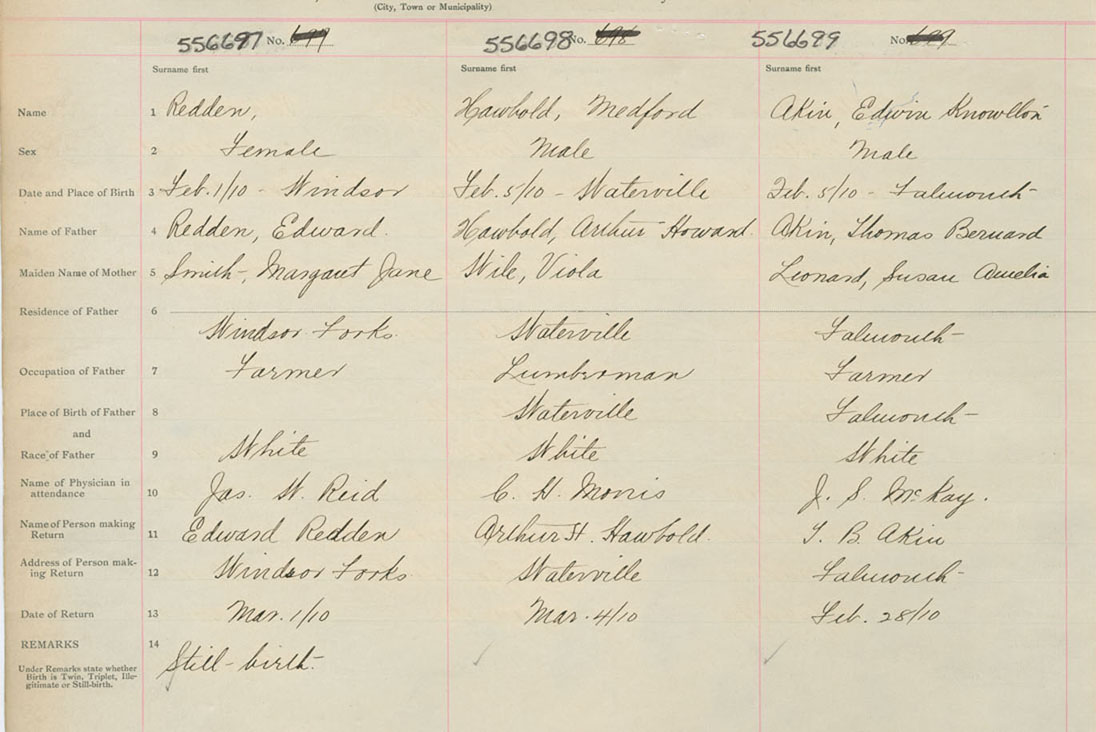 (City, Town or Municipality)
556697 No. 556698 No. 556699 No.
Surname first Surname first Surname first
Name 1 Redden, Hawbold, Medford Akin, Edwin Knowlton
Sex 2 Female Male Male
Date and Place of Birth 3 Feb. 1/10 - Windsor Feb. 5/10 - Waterville Feb. 5/10 - Falmouth
Name of Father 4 Redden, Edward. Hawbold, Arthur Howard. Akin, Thomas Bernard
Maiden Name of Mother 5 Smith, Margaret Jane Wile, Viola Leonard, Susan Amelia
Residence of Father 6
Windsor Forks. Waterville Falmouth
Occupation of Father 7 Farmer Lumberman Farmer
Place of Birth of Father 8 Waterville Falmouth
and
Race of Father 9 White White White
Name of Physician in
attendance 10 Jas. W. Reid C. H. Morris J. S. McKay.
Name of Person making
Return 11 Edward Redden Arthur H. Hawbold. T. B. Akin
Address of Person mak-
ing Return 12 Windsor Forks. Waterville Falmouth
Date of Return 13 Mar. 1/10 Mar. 4/10 Feb. 28/10
REMARKS 14
Still-birth.
Under Remarks state whether
Birth is Twin, Triplet, Ille-
gitimate or Still-birth.